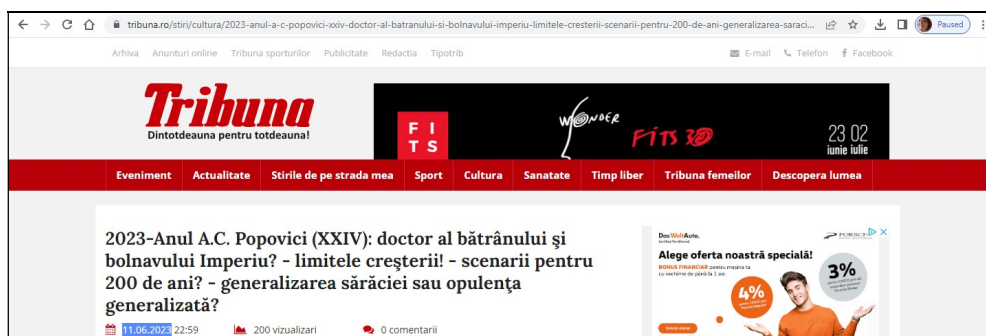 tribuna.ro/stiri/cultura/2023-anul-a-c-popovici-xxiv-doctor-al-batranului-si-bolnavului-imperiu-limitele-cresterii-scenarii-pentru-200-de-ani-generalizarea-saraci...
Paused
Arhiva Anunturi online Tribuna sporturilor Publicitate Redactia Tipotrib
E-mail Telefon Facebook
Tribuna
Dintotdeauna pentru totdeauna!
FI
TS
WONDER
FiTS 30
23 02
iunie iulie
Eveniment Actualitate Stirile de pe strada mea Sport Cultura Sanatate Timp liber Tribuna femeilor Descopera lumea
2023-Anul A.C. Popovici (XXIV): doctor al bătrânului şi
bolnavului Imperiu? - limitele creşterii! - scenarii pentru
200 de ani? - generalizarea sărăciei sau opulenţa
generalizată?
11.06.2023 22:59 200 vizualizari 0 comentarii
Das WeltAuto.
PORSCHE
Alege oferta noastră specială!
BONUS FINANCIAR pentru mașina ta
cu vechime de până la 1 an:
3%
4%
Solicită oferta!